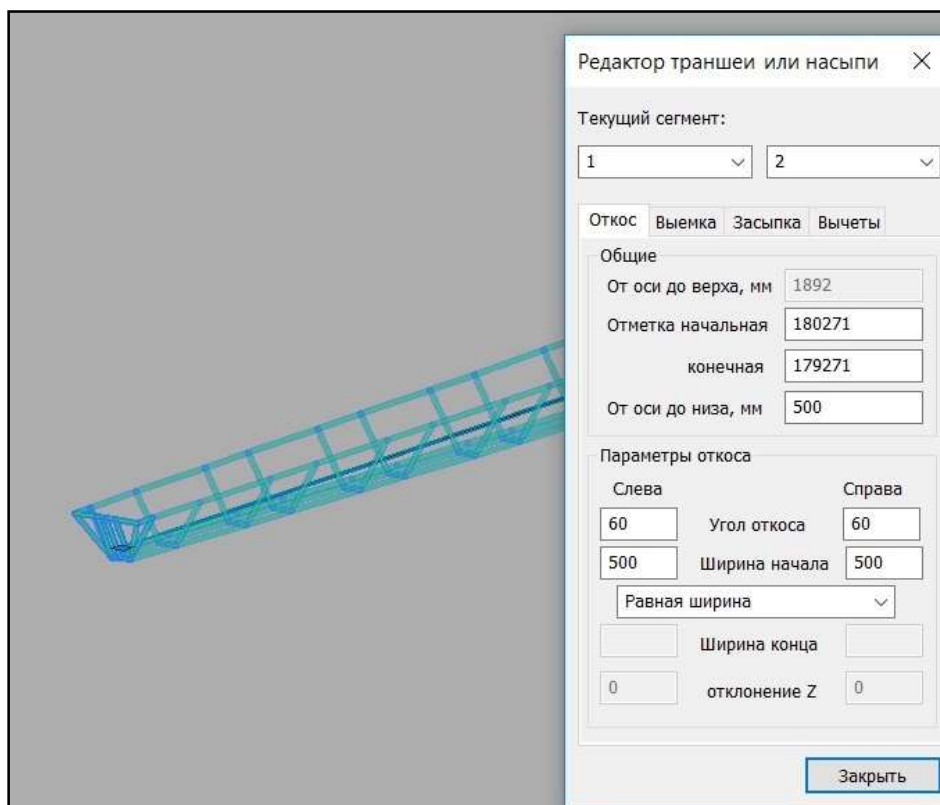 Редактор траншеи или насыпи
Текущий сегмент:
1 2
Откос Выемка Засыпка Вычеты
Общие
От оси до верха, мм 1892
Отметка начальная 180271
конечная 179271
От оси до низа, мм 500
Параметры откоса
Слева Справа
60 Угол откоса 60
500 Ширина начала 500
Равная ширина
Ширина конца
0 отклонение Z 0
Закрыть